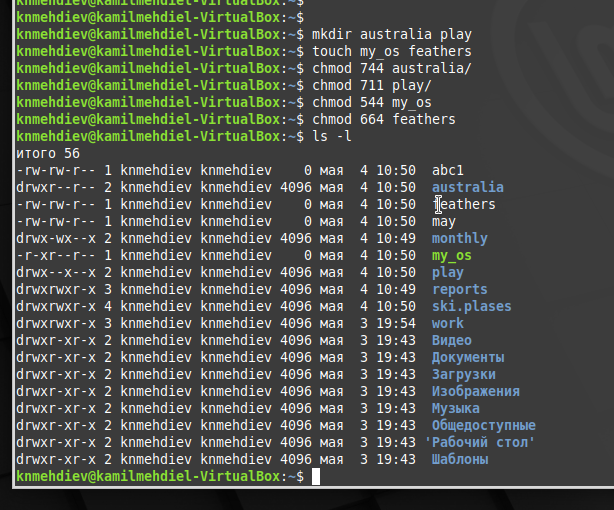 knmehdiev@kamilmehdiel-VirtualBox:~$
knmehdiev@kamilmehdiel-VirtualBox:~$
knmehdiev@kamilmehdiel-VirtualBox:~$ mkdir australia play
knmehdiev@kamilmehdiel-VirtualBox:~$ touch my_os feathers
knmehdiev@kamilmehdiel-VirtualBox:~$ chmod 744 australia/
knmehdiev@kamilmehdiel-VirtualBox:~$ chmod 711 play/
knmehdiev@kamilmehdiel-VirtualBox:~$ chmod 544 my_os
knmehdiev@kamilmehdiel-VirtualBox:~$ chmod 664 feathers
knmehdiev@kamilmehdiel-VirtualBox:~$ ls -l
итого 56
-rw-rw-r-- 1 knmehdiev knmehdiev    0 мая  4 10:50  abc1
drwxr--r-- 2 knmehdiev knmehdiev 4096 мая  4 10:50  australia
-rw-rw-r-- 1 knmehdiev knmehdiev    0 мая  4 10:50  feathers
-rw-rw-r-- 1 knmehdiev knmehdiev    0 мая  4 10:50  may
drwx-wx--x 2 knmehdiev knmehdiev 4096 мая  4 10:49  monthly
-r-xr--r-- 1 knmehdiev knmehdiev    0 мая  4 10:50  my_os
drwx--x--x 2 knmehdiev knmehdiev 4096 мая  4 10:50  play
drwxrwxr-x 3 knmehdiev knmehdiev 4096 мая  4 10:49  reports
drwxrwxr-x 4 knmehdiev knmehdiev 4096 мая  4 10:50  ski.plases
drwxrwxr-x 3 knmehdiev knmehdiev 4096 мая  3 19:54  work
drwxr-xr-x 2 knmehdiev knmehdiev 4096 мая  3 19:43  Видео
drwxr-xr-x 2 knmehdiev knmehdiev 4096 мая  3 19:43  Документы
drwxr-xr-x 2 knmehdiev knmehdiev 4096 мая  3 19:43  Загрузки
drwxr-xr-x 2 knmehdiev knmehdiev 4096 мая  3 19:43  Изображения
drwxr-xr-x 2 knmehdiev knmehdiev 4096 мая  3 19:43  Музыка
drwxr-xr-x 2 knmehdiev knmehdiev 4096 мая  3 19:43  Общедоступные
drwxr-xr-x 2 knmehdiev knmehdiev 4096 мая  3 19:43 'Рабочий стол'
drwxr-xr-x 2 knmehdiev knmehdiev 4096 мая  3 19:43  Шаблоны
knmehdiev@kamilmehdiel-VirtualBox:~$